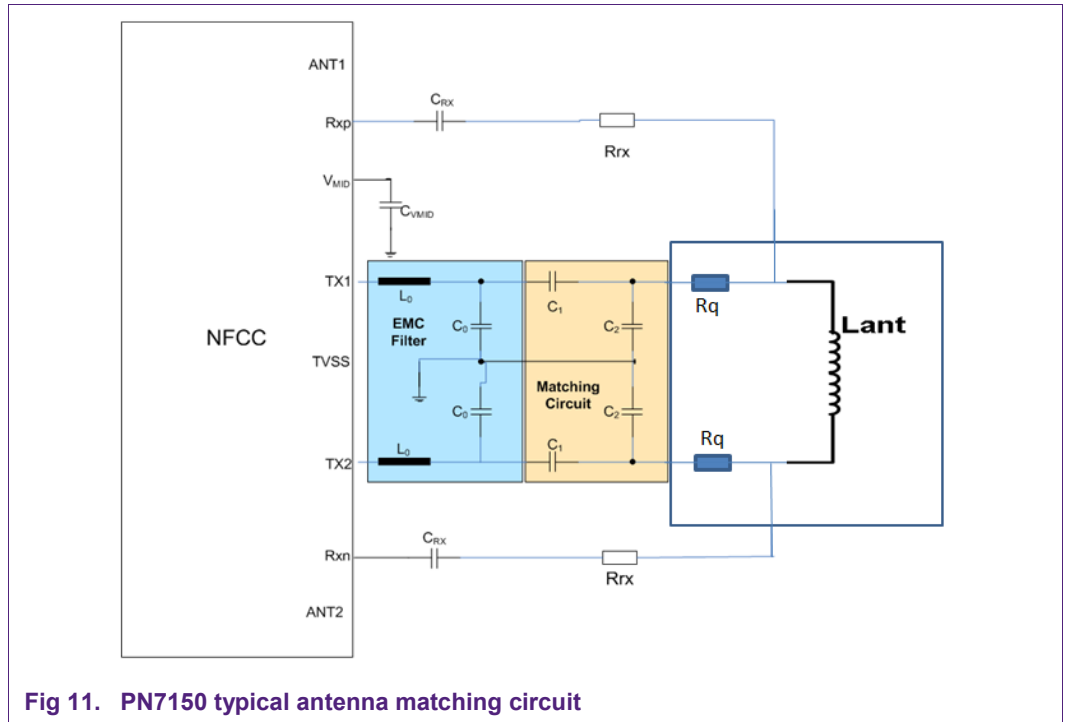 ANT1
CRX
Rxp
Rrx
VMID
CVMID
TX1
L0
C1
Rq
EMC
Filter
C0
C2
Lant
NFCC
TVSS
Matching
Circuit
C0
C2
Rq
L0
C1
TX2
CRX
Rxn
Rrx
ANT2
Fig 11. PN7150 typical antenna matching circuit